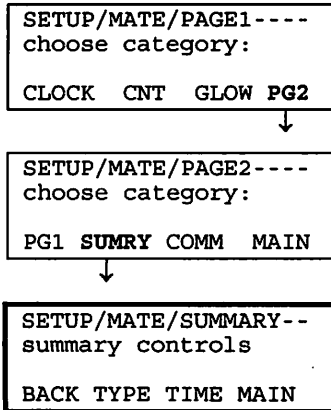 SETUP/MATE/PAGE1----
choose category:
CLOCK CNT GLOW PG2
SETUP/MATE/PAGE2----
choose category:
PG1 SUMRY COMM MAIN
SETUP/MATE/SUMMARY--
summary controls
BACK TYPE TIME MAIN